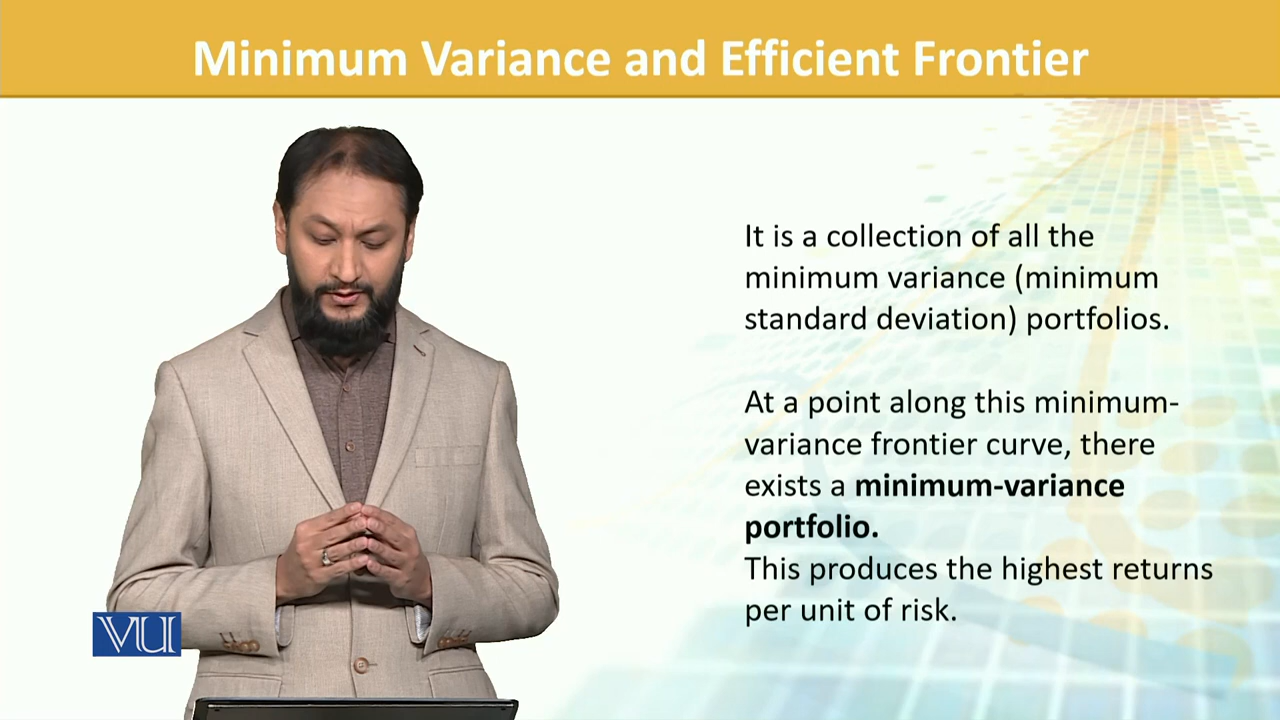 Minimum Variance and Efficient Frontier
It is a collection of all the
minimum variance (minimum
standard deviation) portfolios.
At a point along this minimum-
variance frontier curve, there
exists a minimum-variance
portfolio.
This produces the highest returns
per unit of risk.
VU